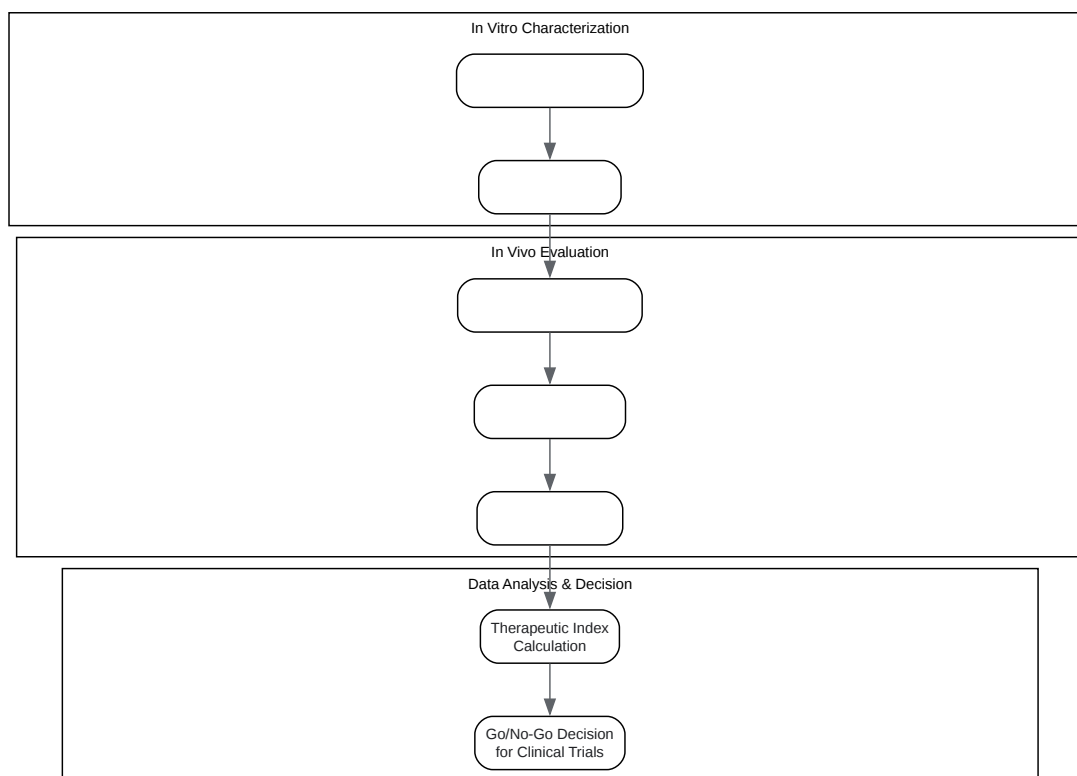 In Vitro Characterization
In Vivo Evaluation
Data Analysis & Decision
Therapeutic Index
Calculation
Go/No-Go Decision
for Clinical Trials